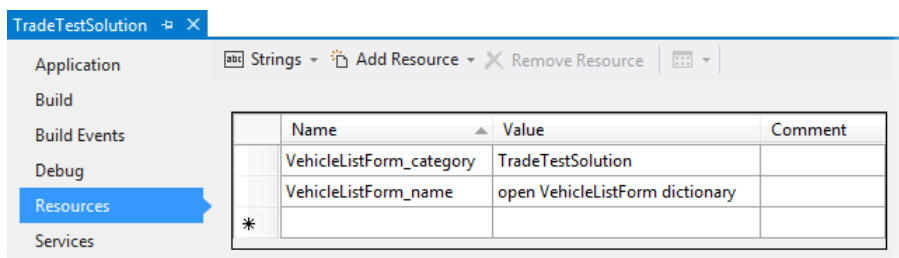 TradeTestSolution
Application
Build
Build Events
Debug
Resources
Services
abc Strings Add Resource Remove Resource
Name Value Comment
VehicleListForm_category TradeTestSolution
VehicleListForm_name open VehicleListForm dictionary